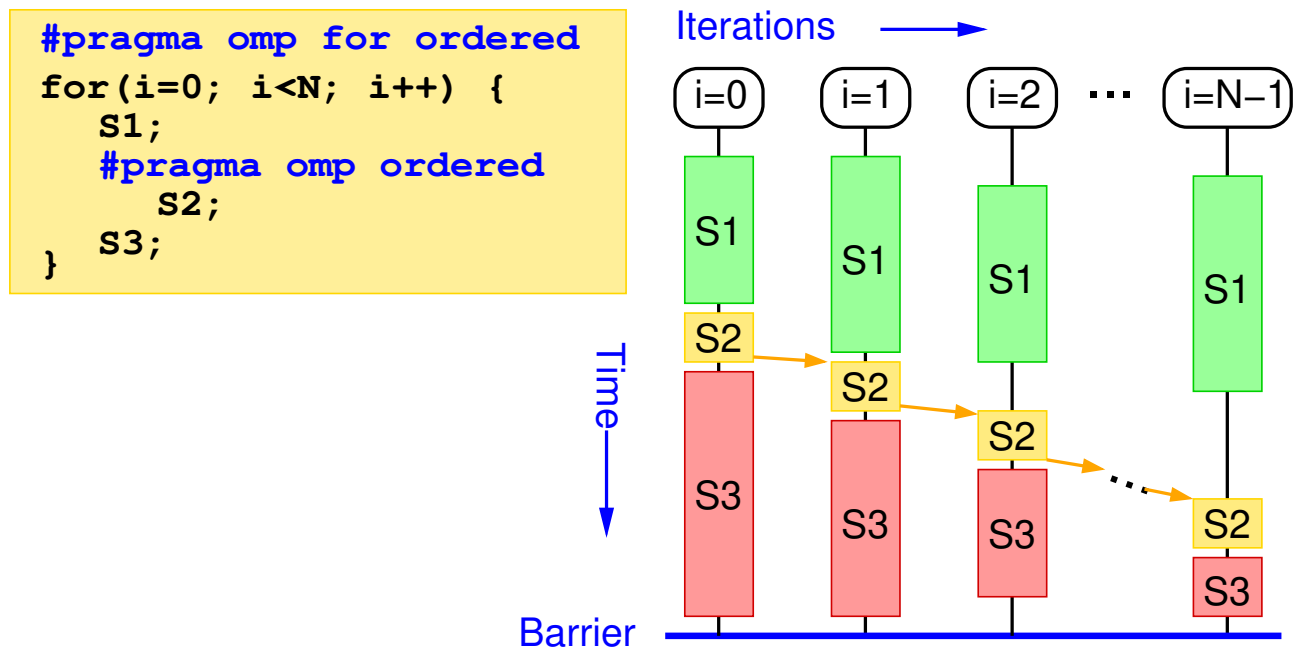 #pragma omp for ordered
for(i=0; i<N; i++) {
S1;
#pragma omp ordered
S2;
S3;
}
Iterations
i=0 i=1 i=2 ... i=N−1
S1 S1 S1 S1
S2 S2 S2 S2
S3 S3 S3 S3
Time
Barrier